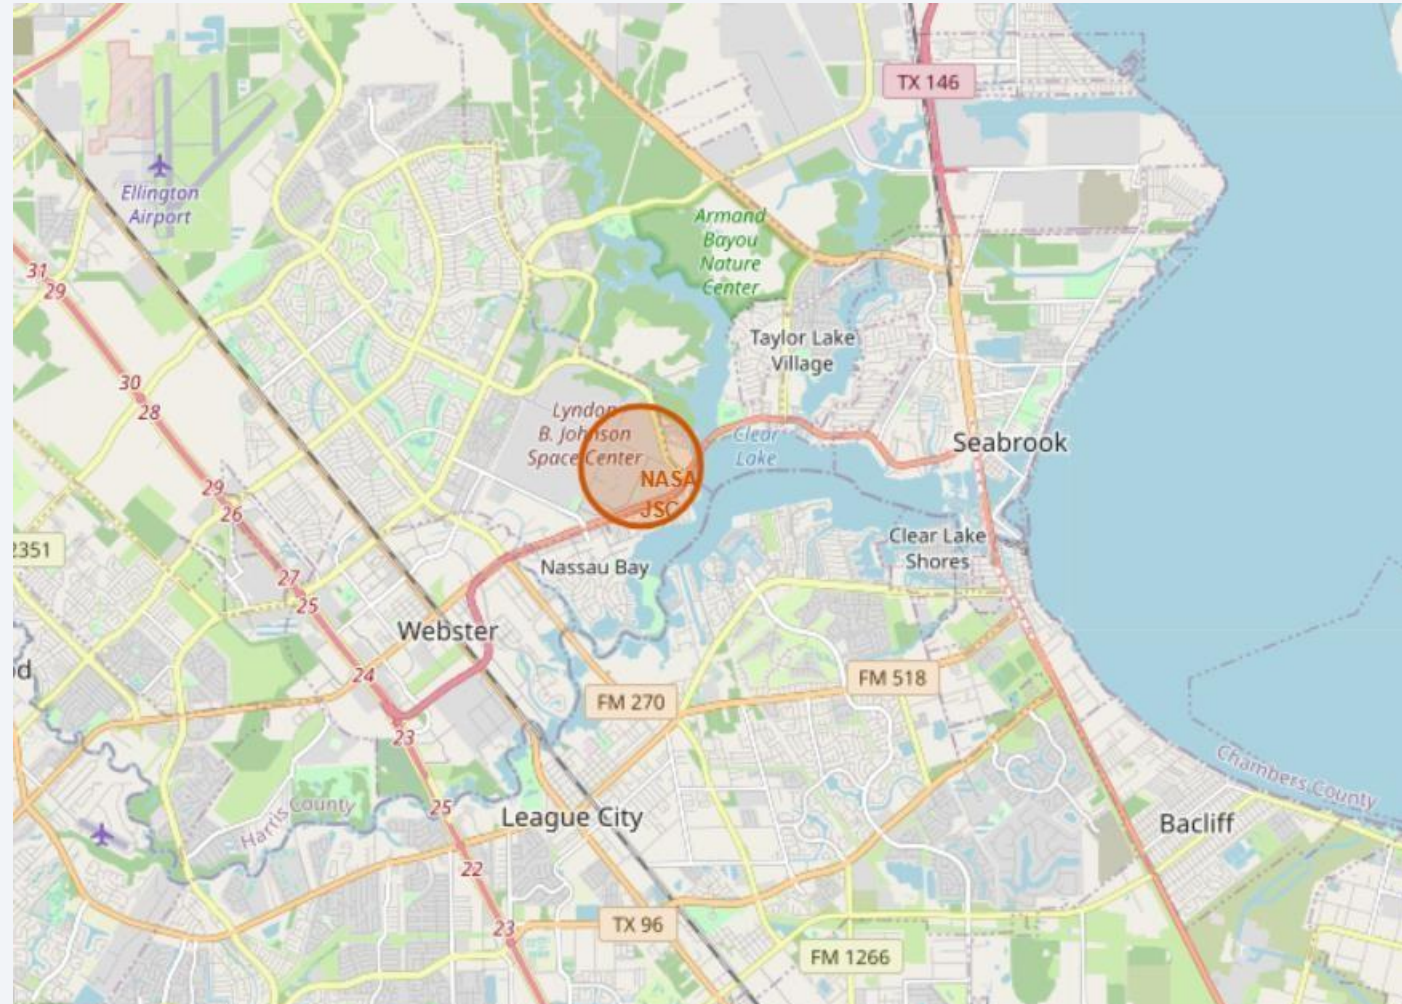 TX 146
Ellington
Airport
Armand
Bayou
Nature
Center
31
29
Taylor Lake
Village
30
28
Lyndon
B. Johnson
Space Center
Clear
Lake
Seabrook
NASA
JSC
29
26
2351
Clear Lake
Shores
Nassau Bay
27
25
Webster
od
24
FM 518
FM 270
23
Chambers County
Harris County
25
League City
Bacliff
22
TX 96
23
FM 1266